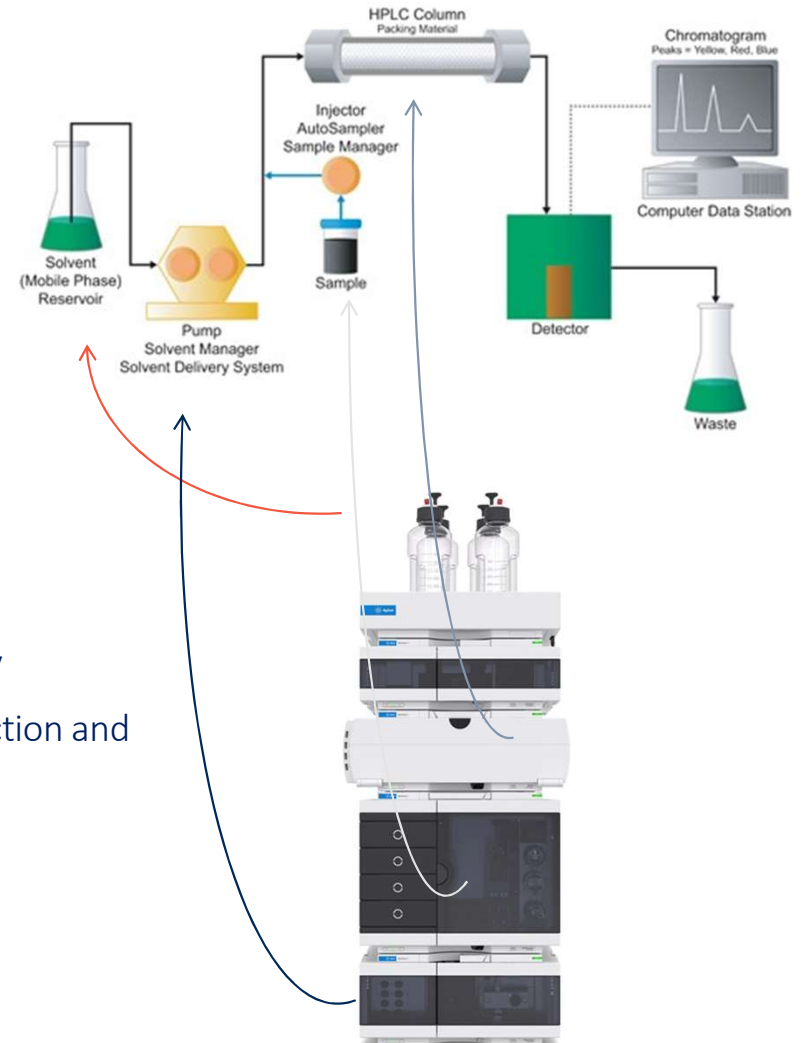 HPLC Column
Packing Material
Chromatogram
Peaks = Yellow, Red, Blue
Injector
AutoSampler
Sample Manager
Solvent
(Mobile Phase)
Reservoir
Sample
Computer Data Station
Pump
Solvent Manager
Solvent Delivery System
Detector
Waste
Agilent
y
ction and